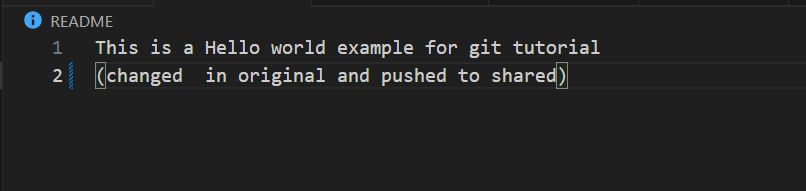 README
1 This is a Hello world example for git tutorial
2 (changed  in original and pushed to shared)